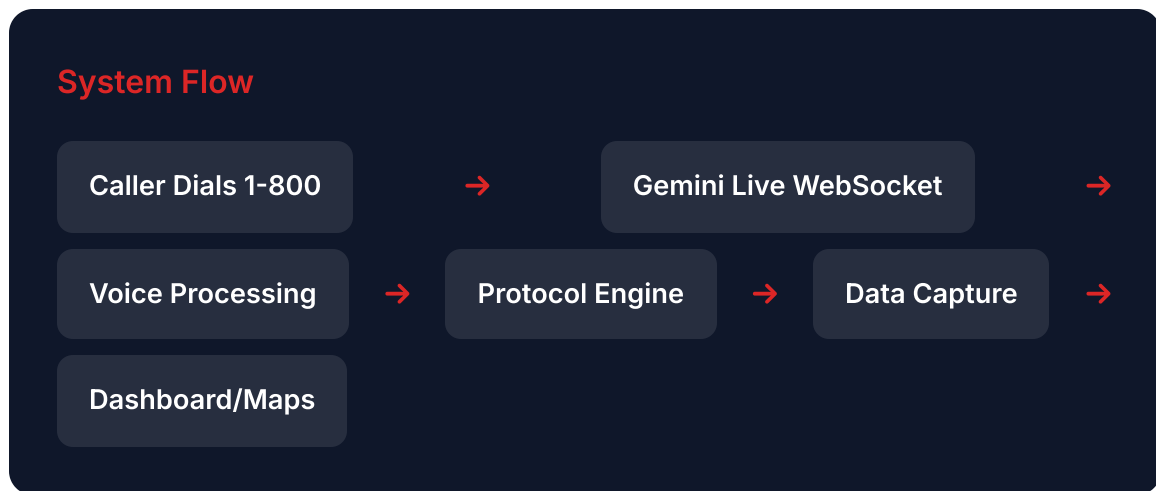 System Flow
Caller Dials 1-800 → Gemini Live WebSocket →
Voice Processing → Protocol Engine → Data Capture →
Dashboard/Maps